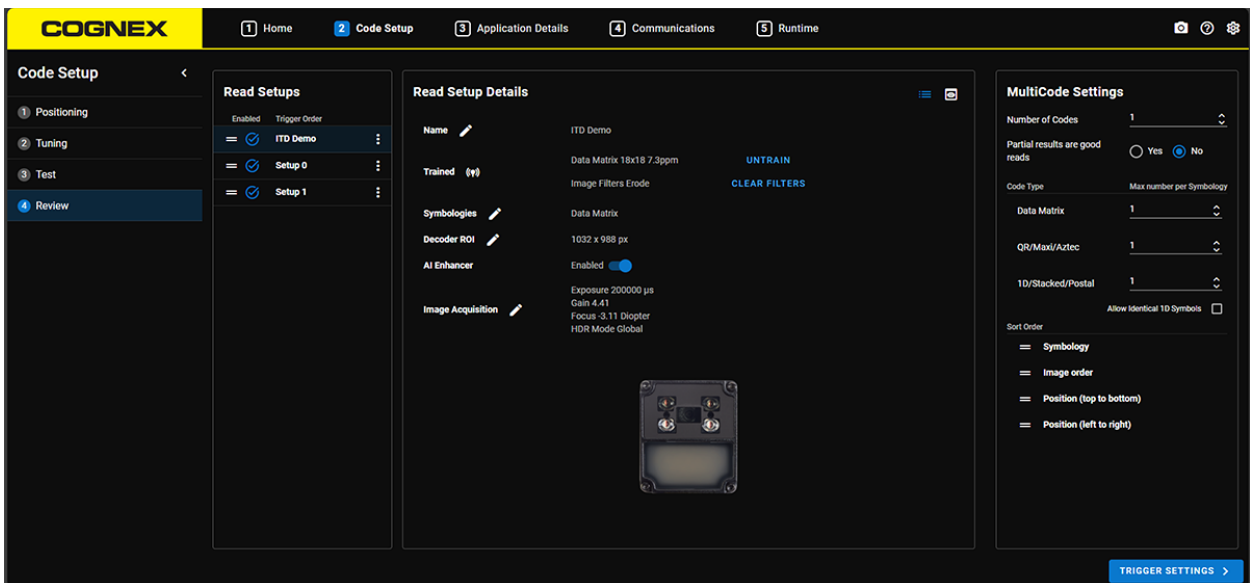 COGNEX
1 Home
2 Code Setup
3 Application Details
4 Communications
5 Runtime
Code Setup
1 Positioning
2 Tuning
3 Test
4 Review
Read Setups
Enabled Trigger Order
ITD Demo
Setup 0
Setup 1
Read Setup Details
Name ITD Demo
Trained Data Matrix 18x18 7.3ppm UNTRAIN
Image Filters Erode CLEAR FILTERS
Symbologies Data Matrix
Decoder ROI 1032 x 988 px
AI Enhancer Enabled
Image Acquisition
Exposure 200000 µs
Gain 4.41
Focus -3.11 Diopter
HDR Mode Global
MultiCode Settings
Number of Codes 1
Partial results are good
reads
Yes No
Code Type Max number per Symbology
Data Matrix 1
QR/Maxi/Aztec 1
1D/Stacked/Postal 1
Allow Identical 1D Symbols
Sort Order
Symbology
Image order
Position (top to bottom)
Position (left to right)
TRIGGER SETTINGS